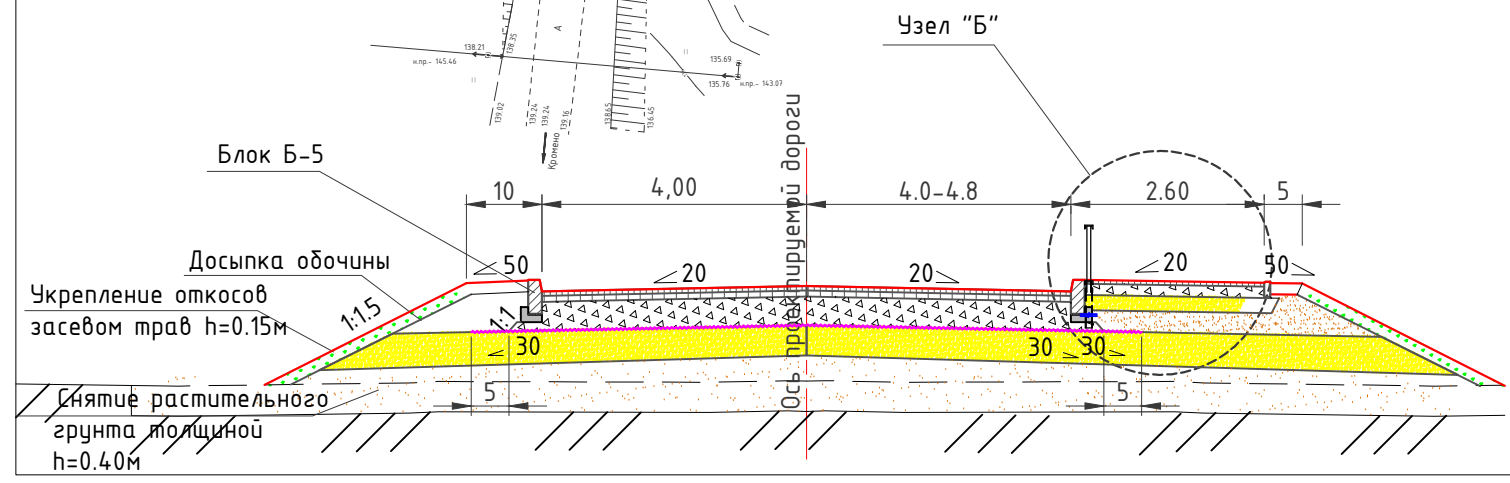 Узел "Б"
138.21
138.35
н.пр.- 145.46
А
135.69
135.76
н.пр.- 143.07
139.02
139.24
139.24
139.16
138.65
136.45
Кромено
Блок Б-5
10
4,00
4.0-4.8
2.60
5
Ось проектируемой дороги
Досыпка обочины
50
20
20
20
50
Укрепление откосов
засевом трав h=0.15м
1:1.5
1:1
30
30
30
5
5
Снятие растительного
грунта толщиной
h=0.40м